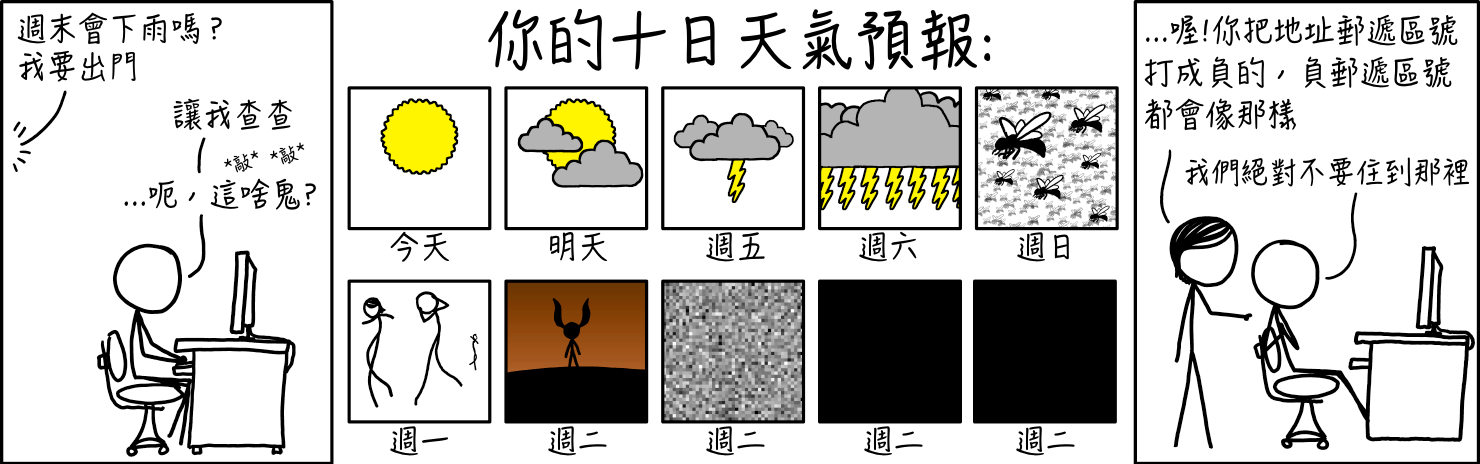 週末會下雨嗎？
我要出門
讓我查查
*敲* *敲*
...呃，這啥鬼？
你的十日天氣預報:
今天
明天
週五
週六
週日
週一
週二
週二
週二
週二
...喔!你把地址郵遞區號
打成負的，負郵遞區號
都會像那樣
我們絕對不要住到那裡